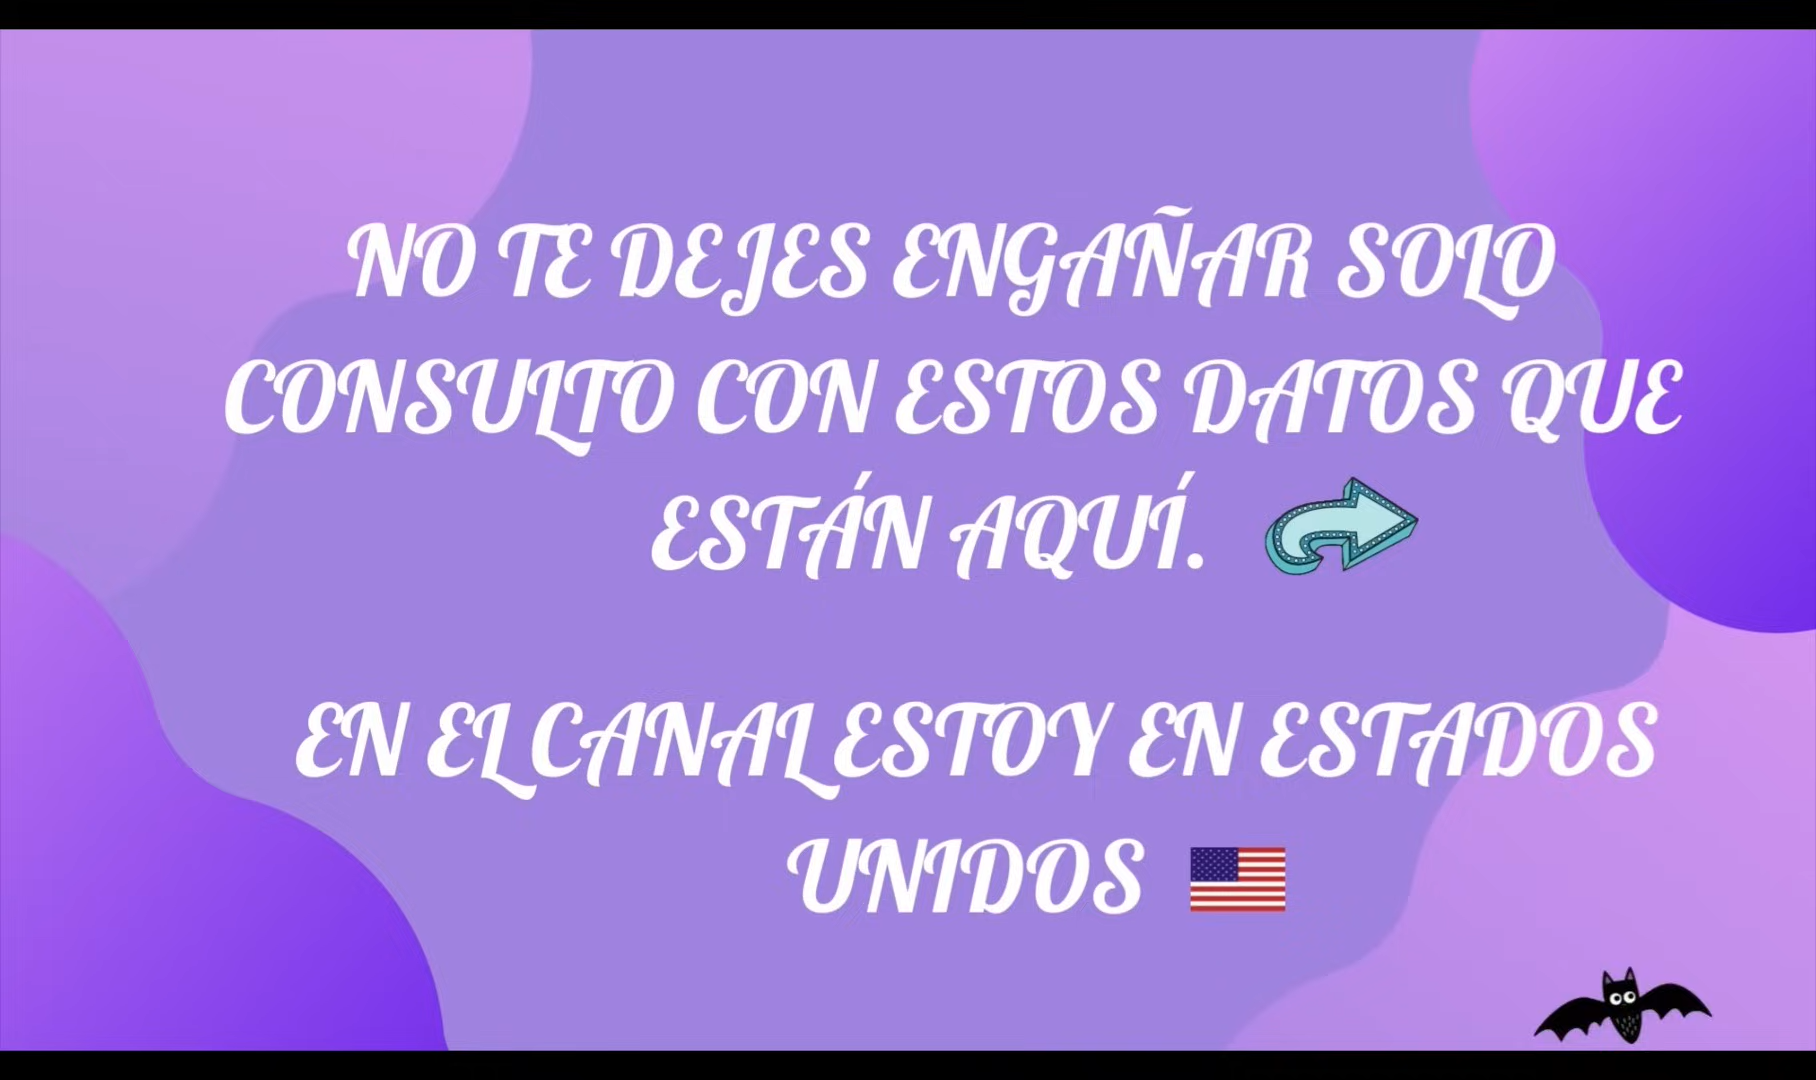 NO TE DEJES ENGAÑAR SOLO
CONSULTO CON ESTOS DATOS QUE
ESTÁN AQUÍ.
EN EL CANAL ESTOY EN ESTADOS
UNIDOS